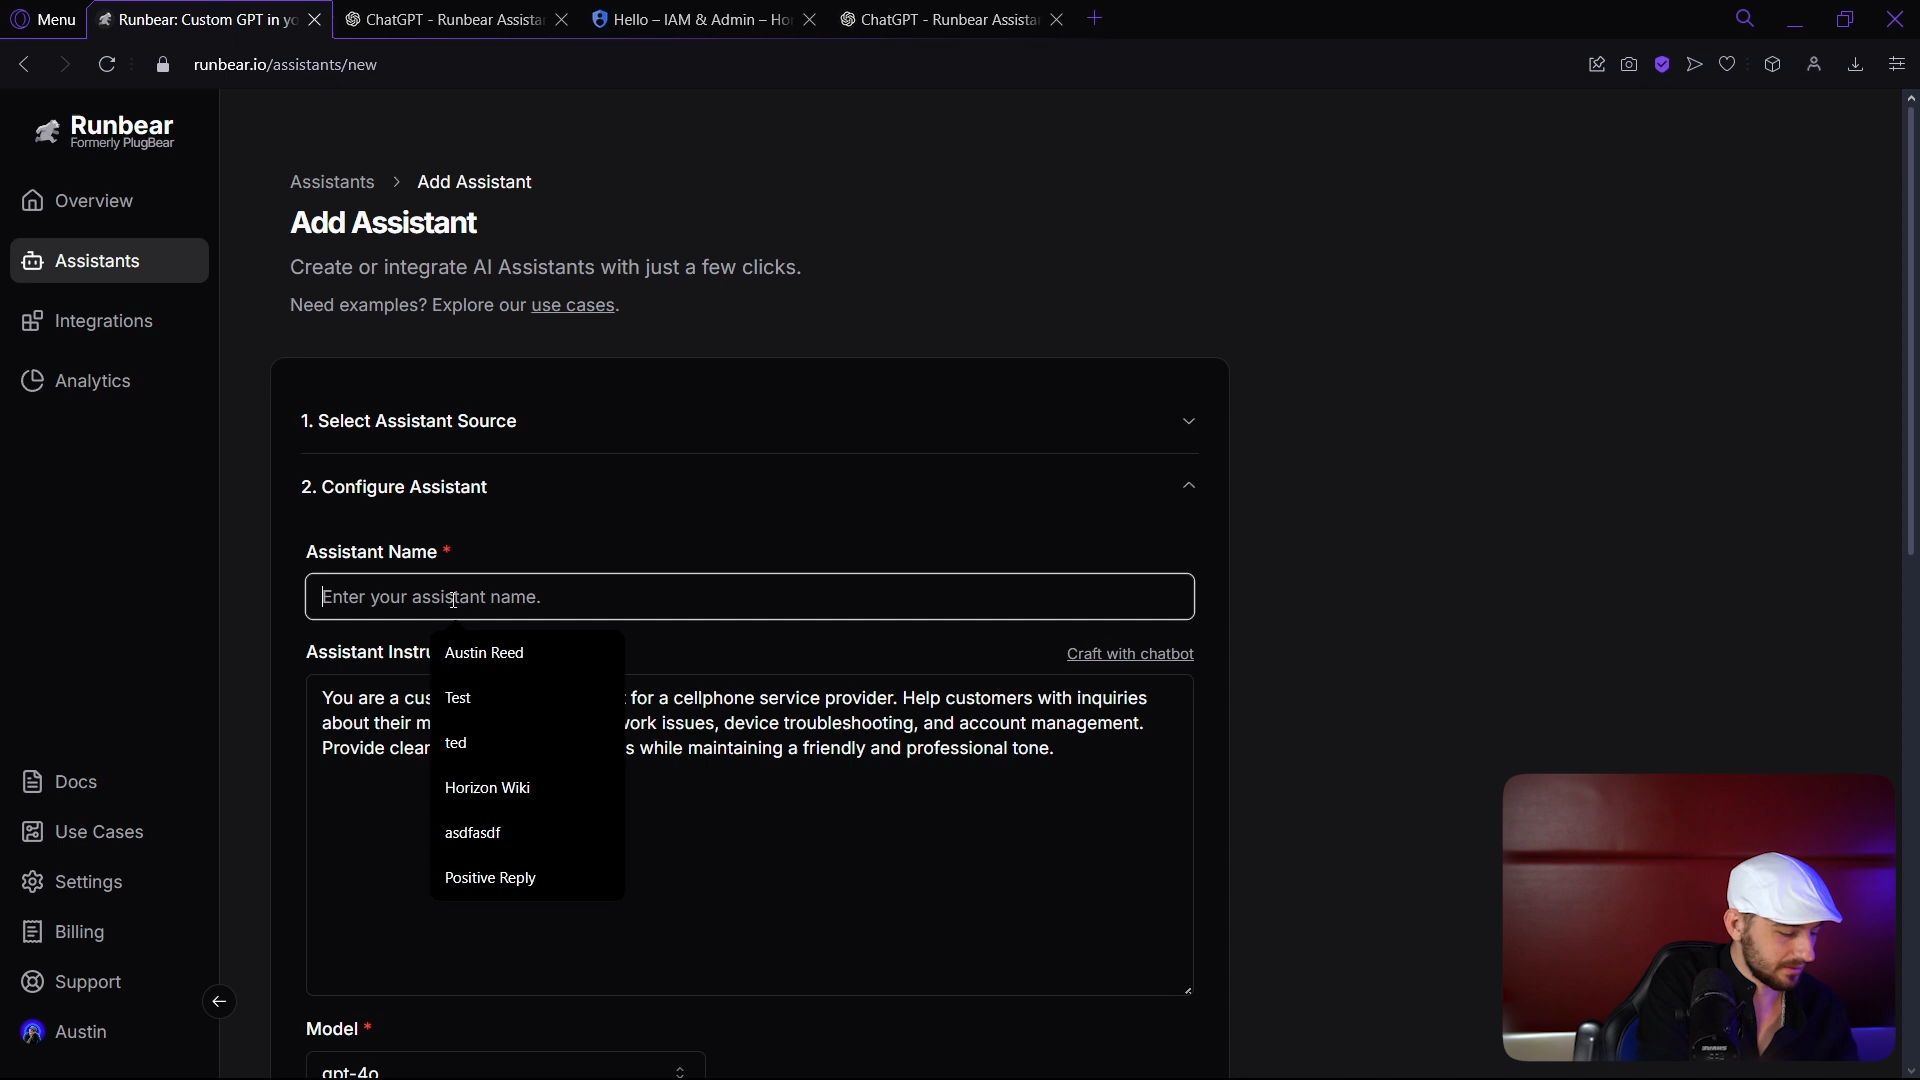 Menu
Runbear: Custom GPT in yo
ChatGPT - Runbear Assistan
Hello – IAM & Admin – Hor
ChatGPT - Runbear Assistan
runbear.io/assistants/new
Runbear
Formerly PlugBear
Overview
Assistants
Integrations
Analytics
Docs
Use Cases
Settings
Billing
Support
Austin
Assistants > Add Assistant
Add Assistant
Create or integrate AI Assistants with just a few clicks.
Need examples? Explore our use cases.
1. Select Assistant Source
2. Configure Assistant
Assistant Name *
Enter your assistant name.
Assistant Instru
Craft with chatbot
You are a cus : for a cellphone service provider. Help customers with inquiries
about their m work issues, device troubleshooting, and account management.
Provide clear s while maintaining a friendly and professional tone.
Austin Reed
Test
ted
Horizon Wiki
asdfasdf
Positive Reply
Model *
gpt-4o